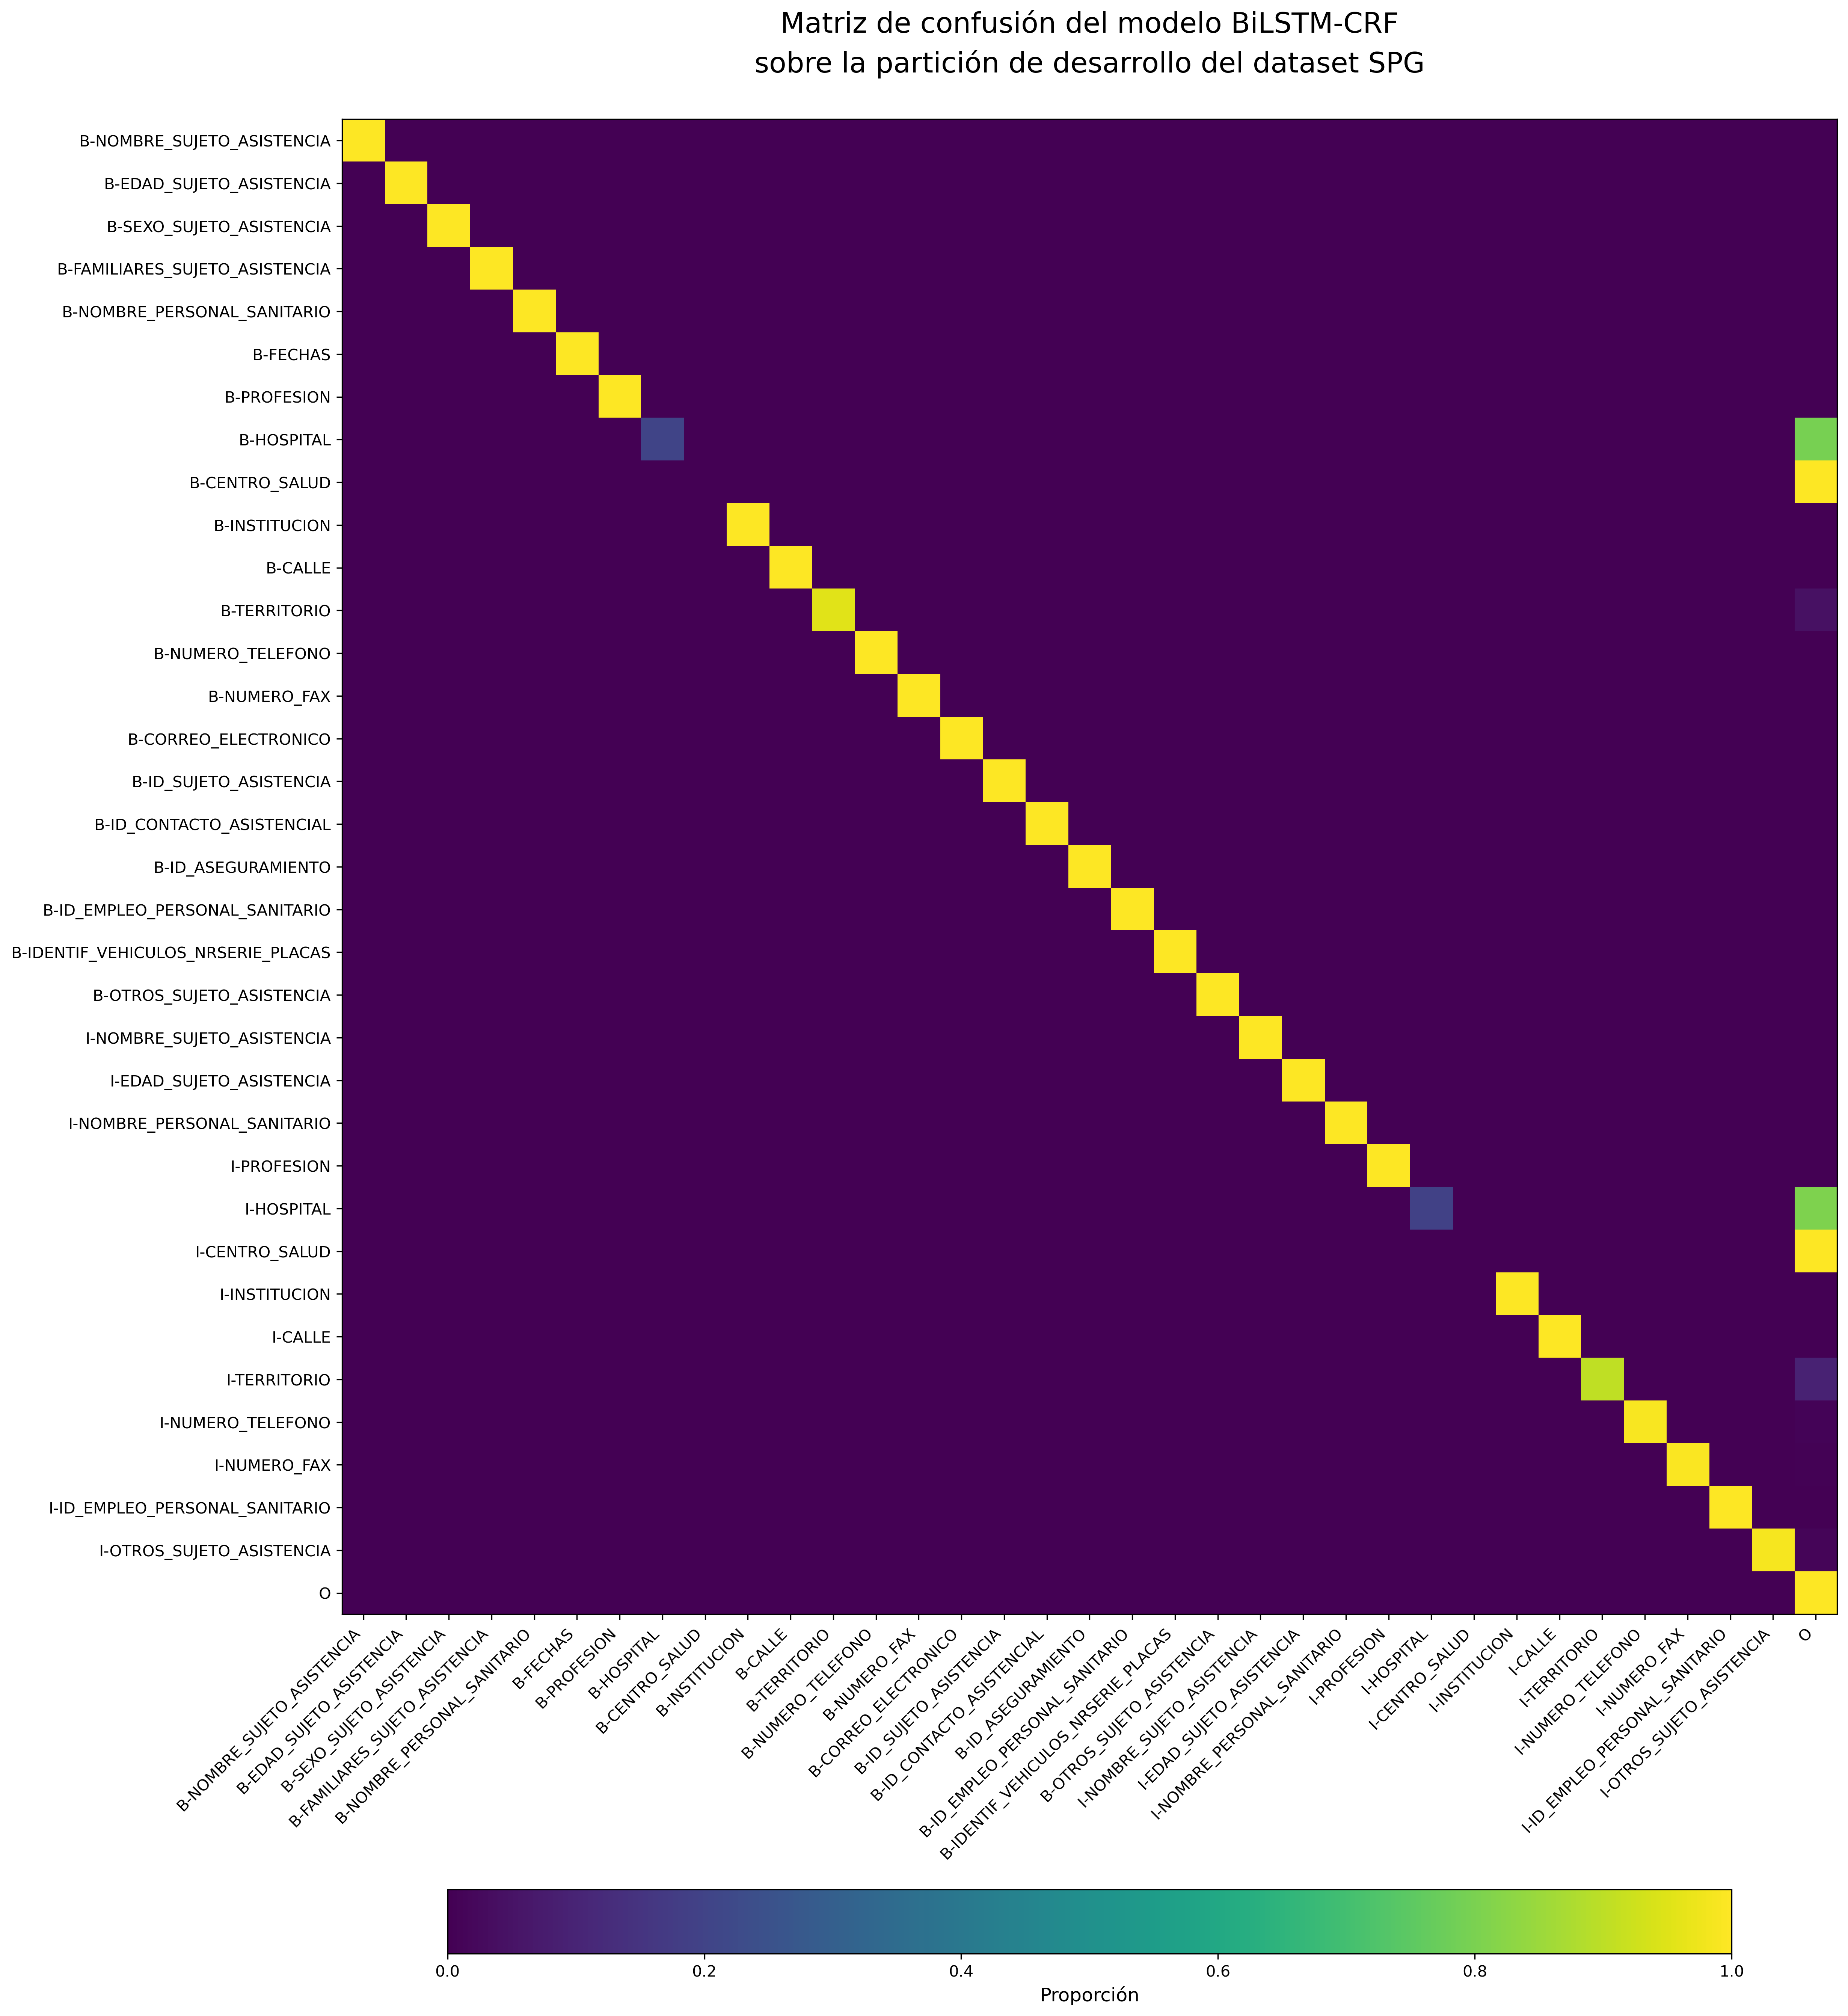 Matriz de confusión del modelo BiLSTM-CRF
sobre la partición de desarrollo del dataset SPG
B-NOMBRE_SUJETO_ASISTENCIA
B-EDAD_SUJETO_ASISTENCIA
B-SEXO_SUJETO_ASISTENCIA
B-FAMILIARES_SUJETO_ASISTENCIA
B-NOMBRE_PERSONAL_SANITARIO
B-FECHAS
B-PROFESION
B-HOSPITAL
B-CENTRO_SALUD
B-INSTITUCION
B-CALLE
B-TERRITORIO
B-NUMERO_TELEFONO
B-NUMERO_FAX
B-CORREO_ELECTRONICO
B-ID_SUJETO_ASISTENCIA
B-ID_CONTACTO_ASISTENCIAL
B-ID_ASEGURAMIENTO
B-ID_EMPLEO_PERSONAL_SANITARIO
B-IDENTIF_VEHICULOS_NRSERIE_PLACAS
B-OTROS_SUJETO_ASISTENCIA
I-NOMBRE_SUJETO_ASISTENCIA
I-EDAD_SUJETO_ASISTENCIA
I-NOMBRE_PERSONAL_SANITARIO
I-PROFESION
I-HOSPITAL
I-CENTRO_SALUD
I-INSTITUCION
I-CALLE
I-TERRITORIO
I-NUMERO_TELEFONO
I-NUMERO_FAX
I-ID_EMPLEO_PERSONAL_SANITARIO
I-OTROS_SUJETO_ASISTENCIA
O
B-NOMBRE_SUJETO_ASISTENCIA
B-EDAD_SUJETO_ASISTENCIA
B-SEXO_SUJETO_ASISTENCIA
B-FAMILIARES_SUJETO_ASISTENCIA
B-NOMBRE_PERSONAL_SANITARIO
B-FECHAS
B-PROFESION
B-HOSPITAL
B-CENTRO_SALUD
B-INSTITUCION
B-CALLE
B-TERRITORIO
B-NUMERO_TELEFONO
B-NUMERO_FAX
B-CORREO_ELECTRONICO
B-ID_SUJETO_ASISTENCIA
B-ID_CONTACTO_ASISTENCIAL
B-ID_ASEGURAMIENTO
B-ID_EMPLEO_PERSONAL_SANITARIO
B-IDENTIF_VEHICULOS_NRSERIE_PLACAS
B-OTROS_SUJETO_ASISTENCIA
I-NOMBRE_SUJETO_ASISTENCIA
I-EDAD_SUJETO_ASISTENCIA
I-NOMBRE_PERSONAL_SANITARIO
I-PROFESION
I-HOSPITAL
I-CENTRO_SALUD
I-INSTITUCION
I-CALLE
I-TERRITORIO
I-NUMERO_TELEFONO
I-NUMERO_FAX
I-ID_EMPLEO_PERSONAL_SANITARIO
I-OTROS_SUJETO_ASISTENCIA
O
0.0 0.2 0.4 0.6 0.8 1.0
Proporción